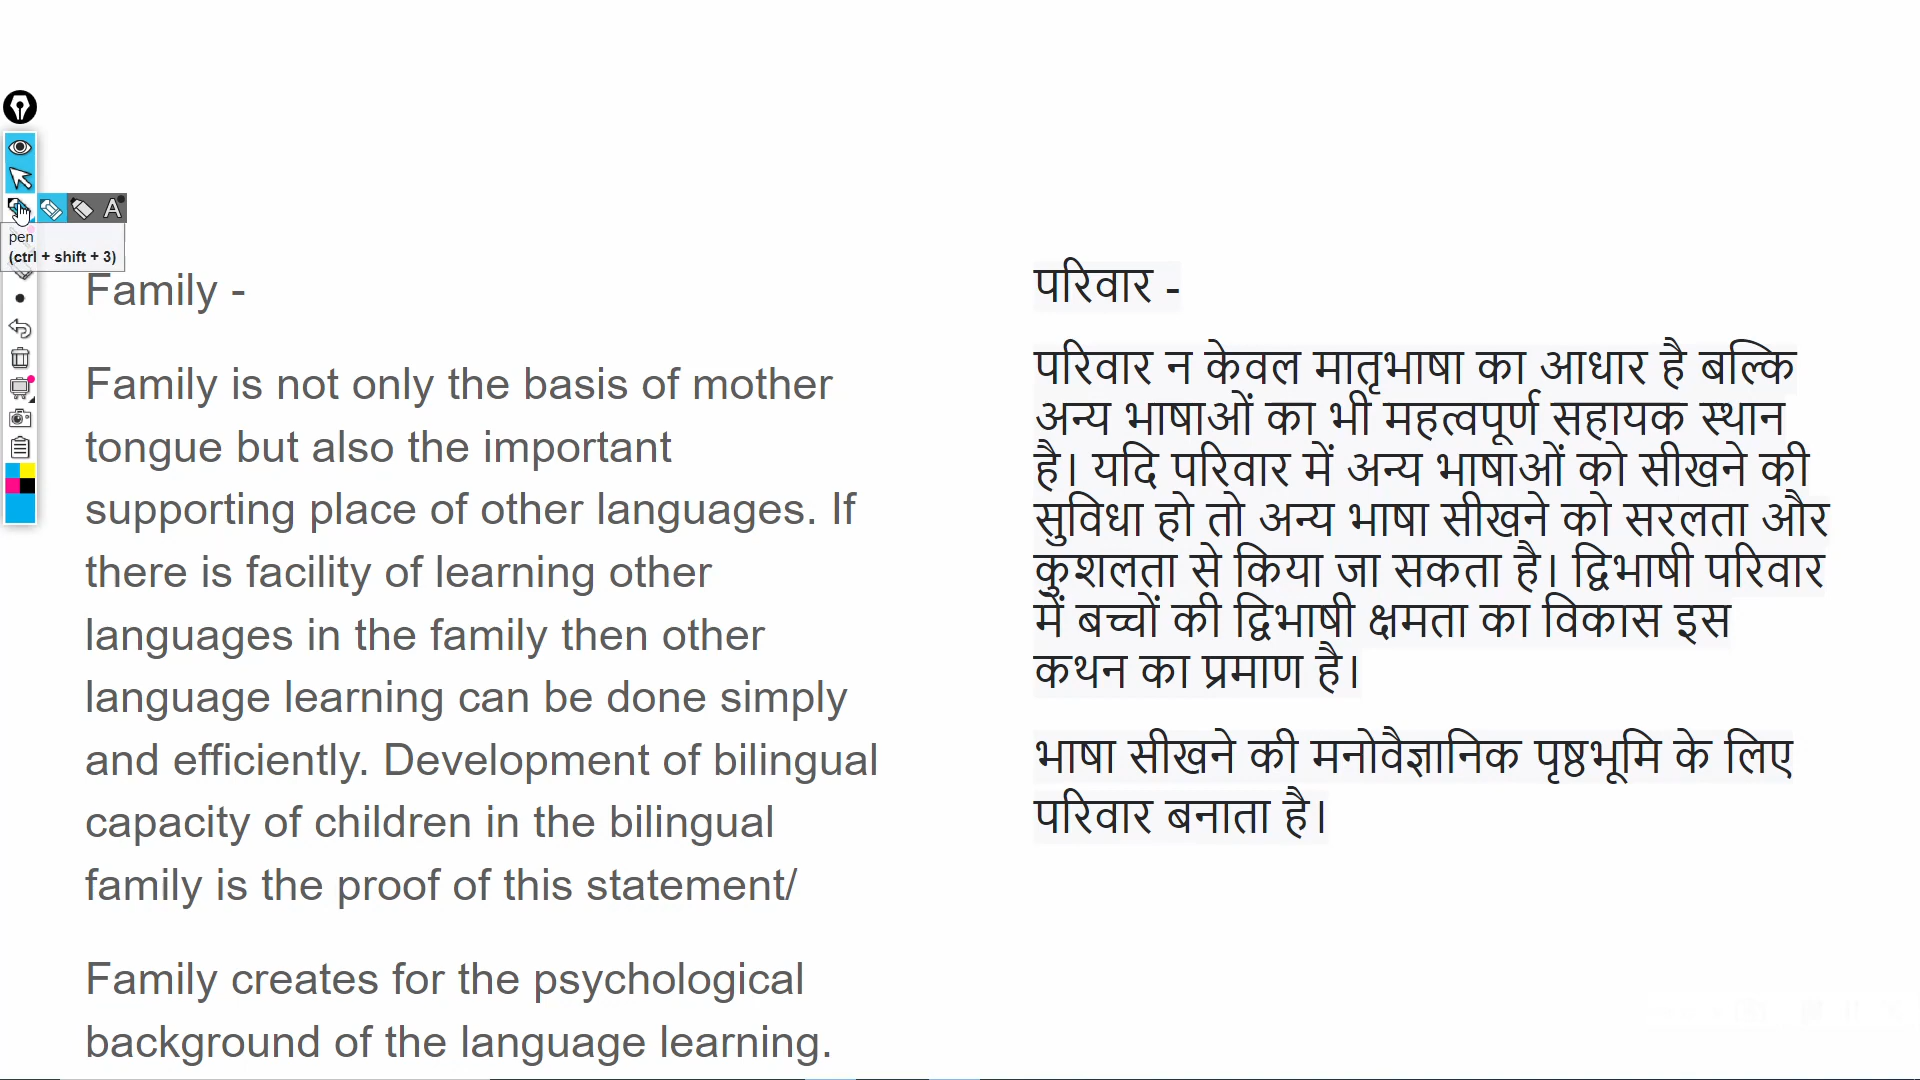 A
pen
(ctrl + shift + 3)
Family -
Family is not only the basis of mother
tongue but also the important
supporting place of other languages. If
there is facility of learning other
languages in the family then other
language learning can be done simply
and efficiently. Development of bilingual
capacity of children in the bilingual
family is the proof of this statement/
Family creates for the psychological
background of the language learning.
परिवार -
परिवार न केवल मातृभाषा का आधार है बल्कि
अन्य भाषाओं का भी महत्वपूर्ण सहायक स्थान
है। यदि परिवार में अन्य भाषाओं को सीखने की
सुविधा हो तो अन्य भाषा सीखने को सरलता और
कुशलता से किया जा सकता है। द्विभाषी परिवार
में बच्चों की द्विभाषी क्षमता का विकास इस
कथन का प्रमाण है।
भाषा सीखने की मनोवैज्ञानिक पृष्ठभूमि के लिए
परिवार बनाता है।